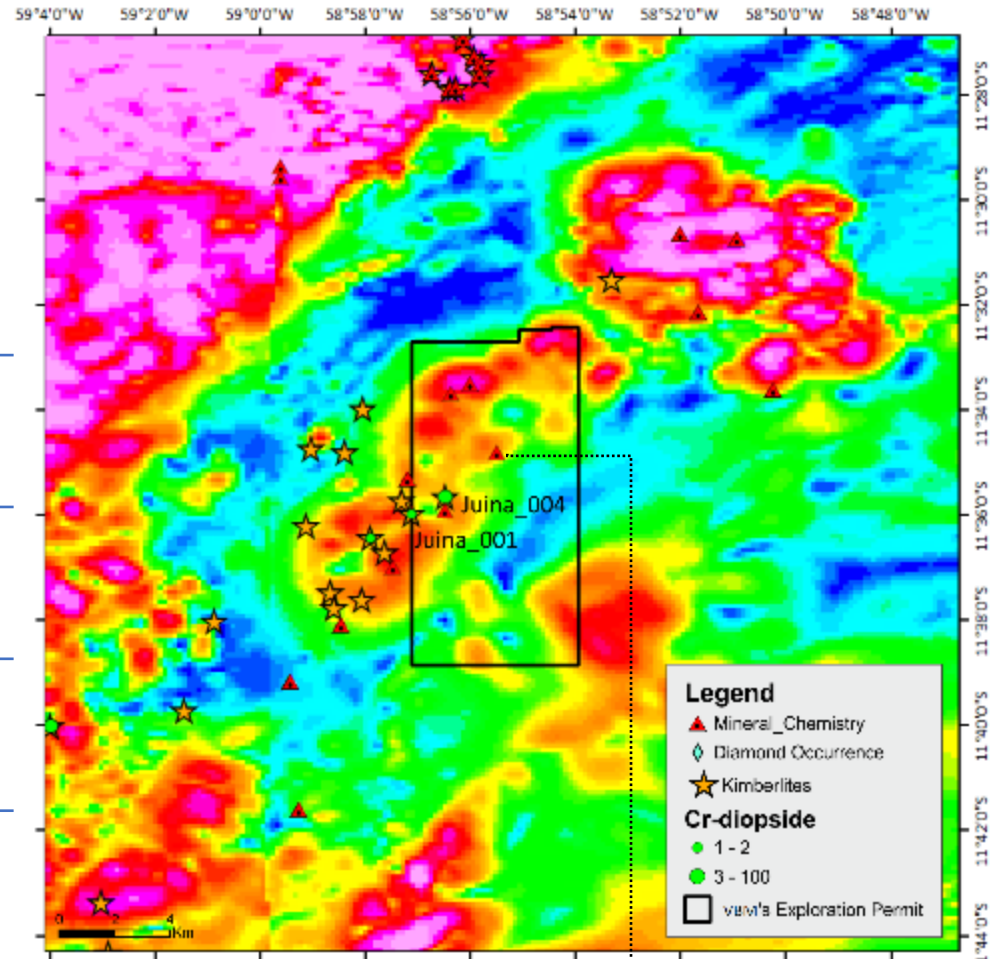 59°4'0"W 59°2'0"W 59°0'0"W 58°58'0"W 58°56'0"W 58°54'0"W 58°52'0"W 58°50'0"W 58°48'0"W
11°28'0"S
11°30'0"S
11°32'0"S
11°34'0"S
11°36'0"S
11°38'0"S
11°40'0"S
11°42'0"S
11°44'0"S
Juina_004
Juina_001
Legend
Mineral_Chemistry
Diamond Occurrence
Kimberlites
Cr-diopside
1 - 2
3 - 100
VBM's Exploration Permit
0 2 4
Km